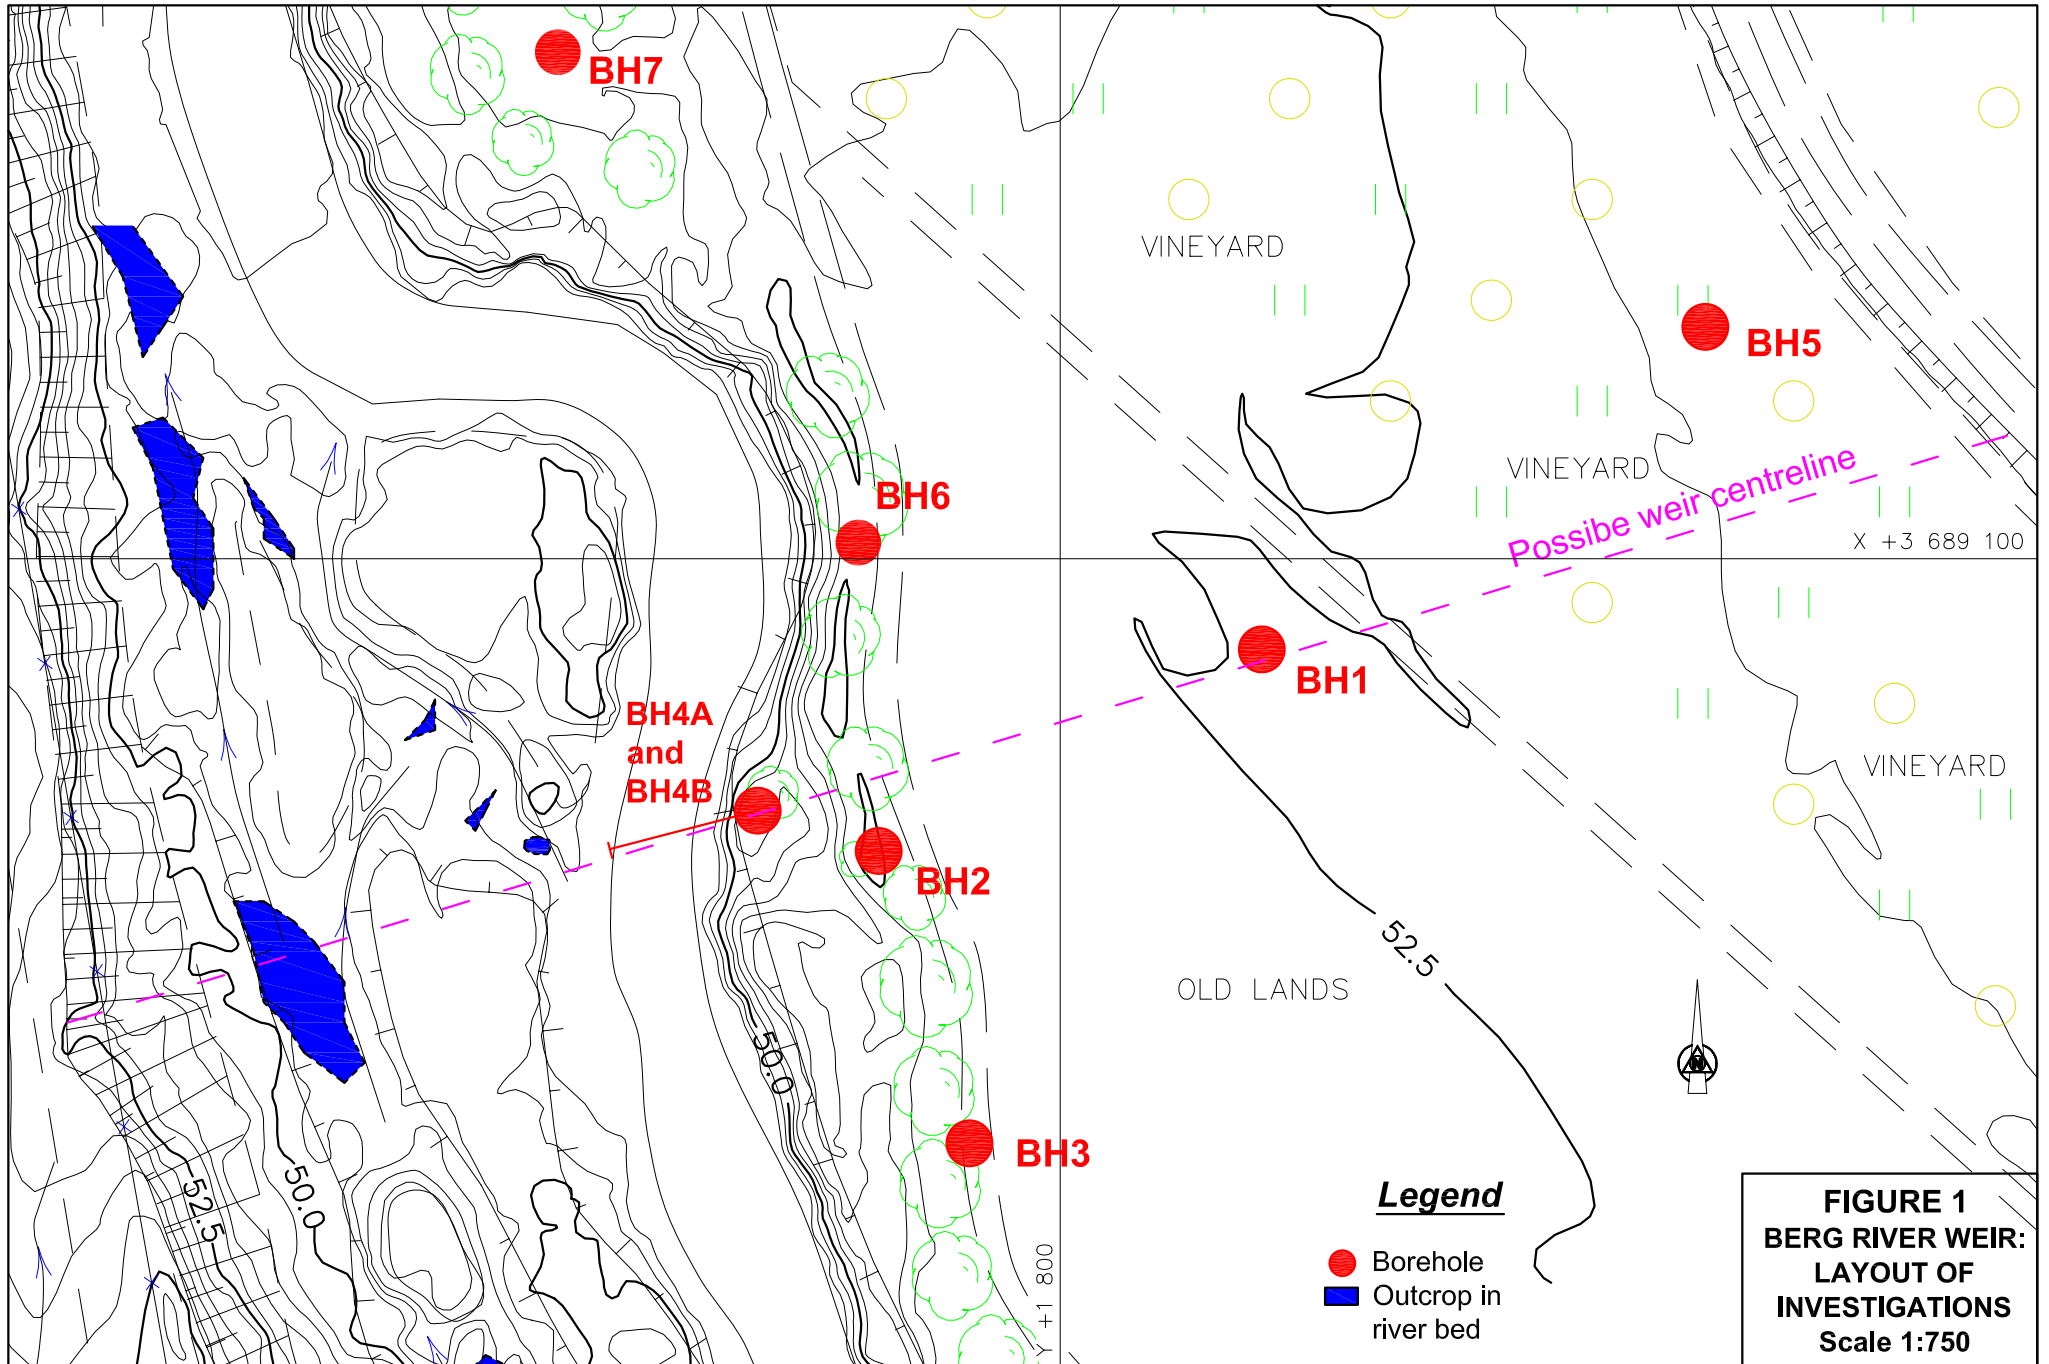 BH7
VINEYARD
BH5
VINEYARD
Possibe weir centreline
BH6
X +3 689 100
BH1
BH4A
and
BH4B
VINEYARD
BH2
52.5
OLD LANDS
50.0
N
BH3
50.0
52.5
Y +1 800
Legend
Borehole
Outcrop in
river bed
FIGURE 1
BERG RIVER WEIR:
LAYOUT OF
INVESTIGATIONS
Scale 1:750